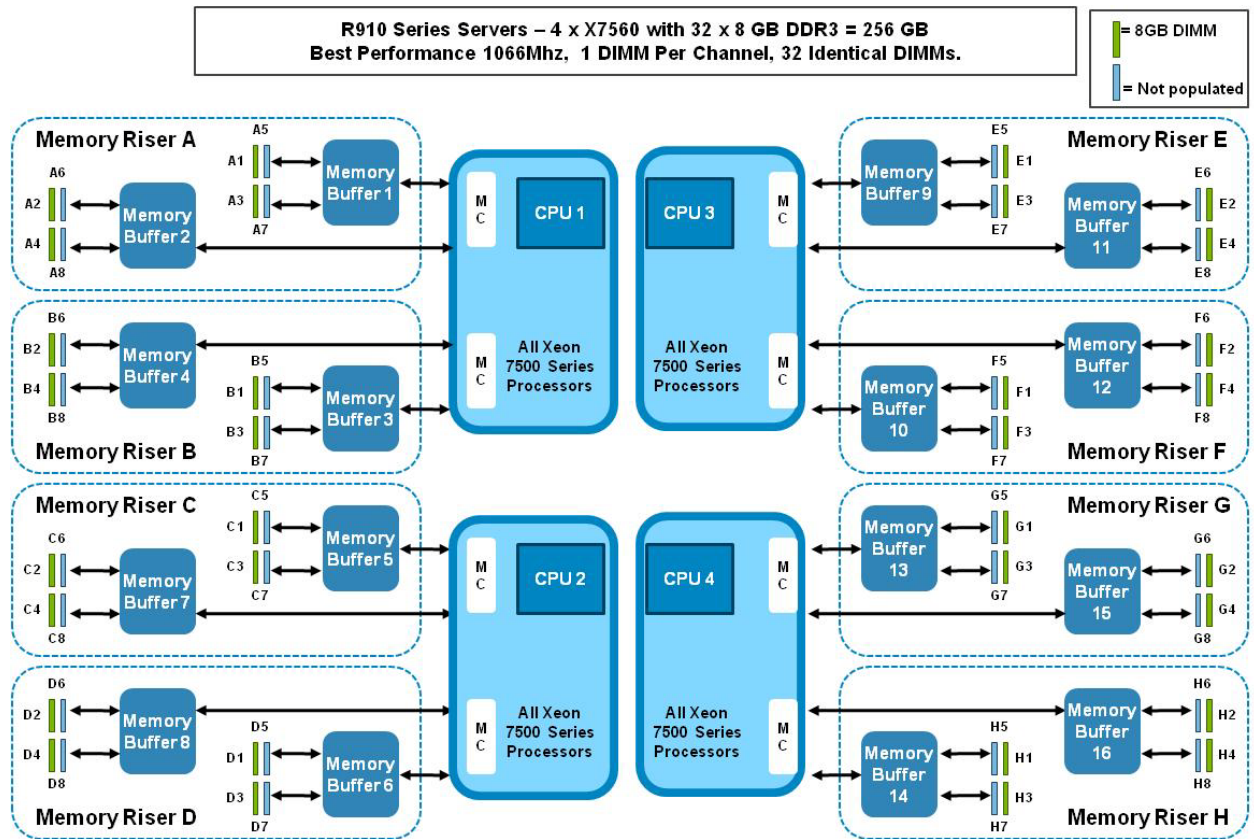 R910 Series Servers – 4 x X7560 with 32 x 8 GB DDR3 = 256 GB
Best Performance 1066Mhz, 1 DIMM Per Channel, 32 Identical DIMMs.
= 8GB DIMM
= Not populated
Memory Riser A
A5
A1
A3
A7
Memory
Buffer 1
A6
A2
A4
A8
Memory
Buffer 2
B6
B2
B4
B8
Memory
Buffer 4
B5
B1
B3
B7
Memory
Buffer 3
Memory Riser B
M
C
CPU 1
M
C
All Xeon
7500 Series
Processors
CPU 3
M
C
All Xeon
7500 Series
Processors
M
C
Memory Riser E
Memory
Buffer
9
E5
E1
E3
E7
Memory
Buffer
11
E6
E2
E4
E8
Memory
Buffer
12
F6
F2
F4
F8
Memory
Buffer
10
F5
F1
F3
F7
Memory Riser F
Memory Riser C
C5
C1
C3
C7
Memory
Buffer 5
C6
C2
C4
C8
Memory
Buffer 7
D6
D2
D4
D8
Memory
Buffer 8
D5
D1
D3
D7
Memory
Buffer 6
Memory Riser D
M
C
CPU 2
M
C
All Xeon
7500 Series
Processors
CPU 4
M
C
All Xeon
7500 Series
Processors
M
C
Memory Riser G
Memory
Buffer
13
G5
G1
G3
G7
Memory
Buffer
15
G6
G2
G4
G8
Memory
Buffer
16
H6
H2
H4
H8
Memory
Buffer
14
H5
H1
H3
H7
Memory Riser H